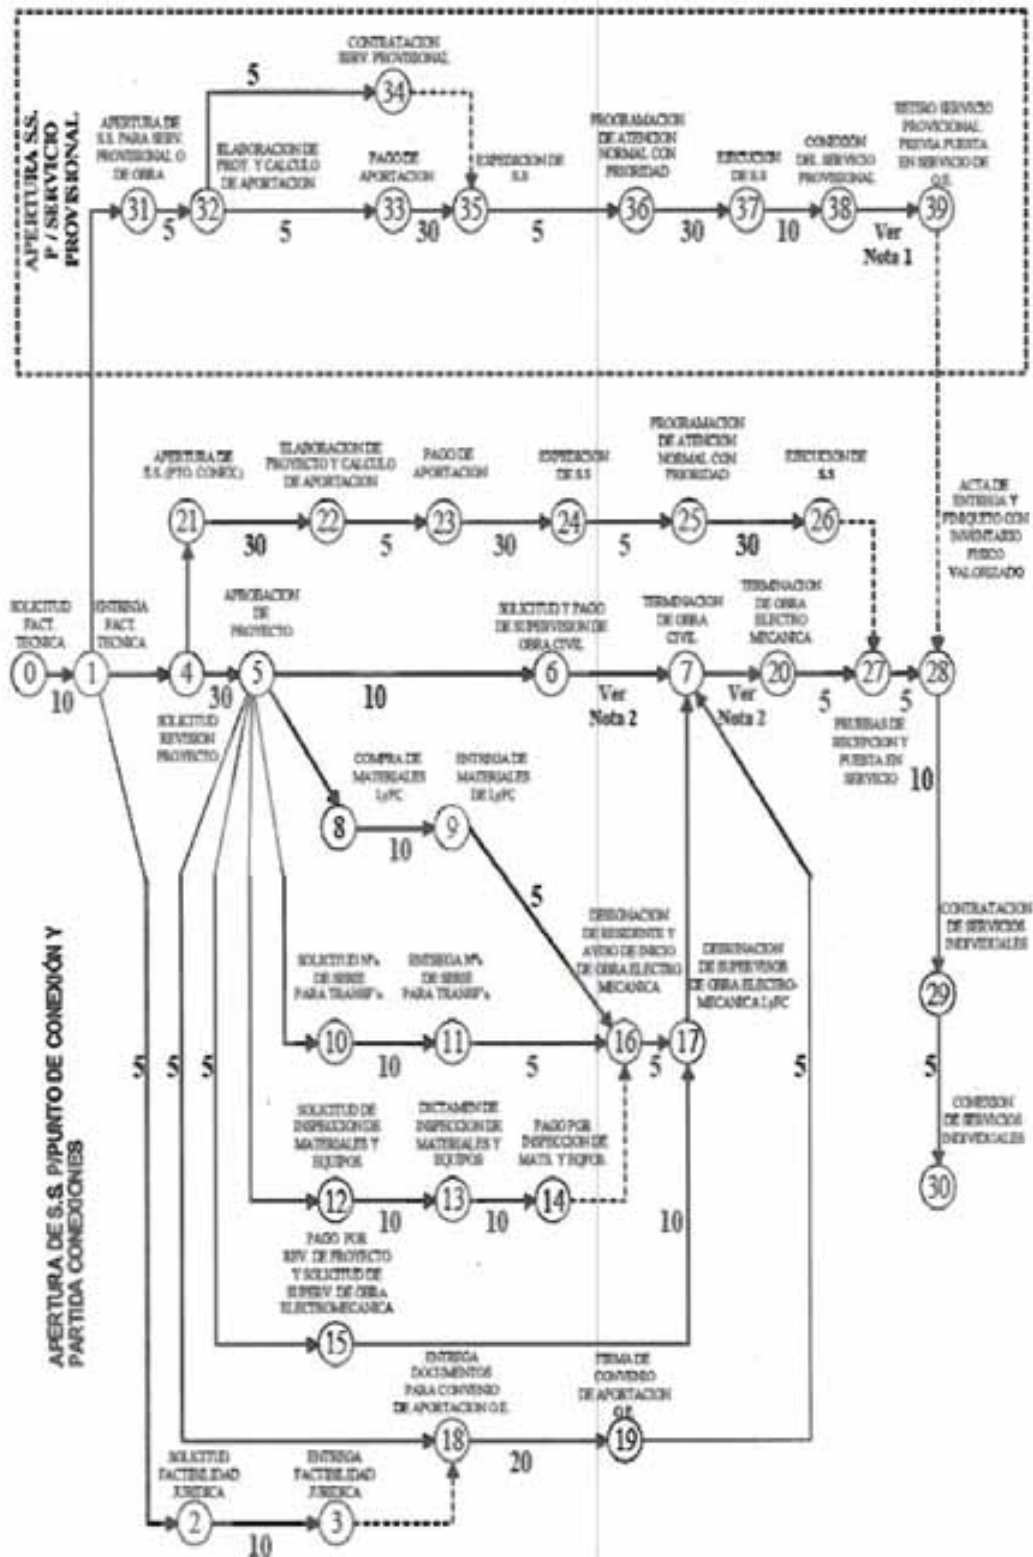 APERTURA S.S.
P / SERVICIO
PROVISIONAL
CONTRATACION
SERV. PROVISIONAL
5
34
APERTURA DE
S.S. PARA SERV.
PROVISIONAL O
DE OBRA
ELABORACION DE
PROY. Y CALCULO
DE APORTACION
PAGO DE
APORTACION
EXPEDICION DE
S.S
PROGRAMACION
DE ATENCION
NORMAL CON
PRIORIDAD
EJECUCION
DE S.S
CONEXION
DEL SERVICIO
PROVISIONAL
RETIRO SERVICIO
PROVICIONAL
PREVIA PUESTA
EN SERVICIO DE
O.E.
31
32
33
35
36
37
38
39
5
5
30
5
30
10
Ver
Nota 1
APERTURA DE
S.S. (PTO. CONEX.)
ELABORACION DE
PROYECTO Y CALCULO
DE APORTACION
PAGO DE
APORTACION
EXPEDICION
DE S.S
PROGRAMACION
DE ATENCION
NORMAL CON
PRIORIDAD
EJECUCION DE
S.S
ACTA DE
ENTREGA Y
FINIQUITO CON
INVENTARIO
FISICO
VALORIZADO
21
22
23
24
25
26
30
5
30
5
30
SOLICITUD
FACT.
TECNICA
ENTREGA
FACT.
TECNICA
APROBACION
DE
PROYECTO
SOLICITUD Y PAGO
DE SUPERVISION DE
OBRA CIVIL
TERMINACION
DE OBRA
CIVIL
TERMINACION
DE OBRA
ELECTRO
MECANICA
0
1
4
5
6
7
20
27
28
10
30
10
Ver
Nota 2
Ver
Nota 2
5
5
SOLICITUD
REVISION
PROYECTO
PRUEBAS DE
RECEPCION Y
PUESTA EN
SERVICIO
10
COMPRA DE
MATERIALES
LyFC
ENTREGA DE
MATERIALES
DE LyFC
8
9
10
5
APERTURA DE S.S. P/PUNTO DE CONEXIÓN Y
PARTIDA CONEXIONES
CONTRATACION
DE SERVICIOS
INDIVIDUALES
29
SOLICITUD Nºs
DE SERIE
PARA TRANSF's
ENTREGA Nºs
DE SERIE
PARA TRANSF's
DESIGNACION
DE RESIDENTE Y
AVISO DE INICIO
DE OBRA ELECTRO
MECANICA
DESIGNACION
DE SUPERVISOR
DE OBRA ELECTRO-
MECANICA LyFC
10
11
16
17
10
5
5
5
5
5
5
5
SOLICITUD DE
INSPECCION DE
MATERIALES Y
EQUIPOS
DICTAMEN DE
INSPECCION DE
MATERIALES Y
EQUIPOS
PAGO POR
INSPECCION DE
MATS. Y EQPOS.
CONEXION
DE SERVICIOS
INDIVIDUALES
12
13
14
30
10
10
10
PAGO POR
REV. DE PROYECTO
Y SOLICITUD DE
SUPERV. DE OBRA
ELECTROMECANICA
15
ENTREGA
DOCUMENTOS
PARA CONVENIO
DE APORTACION O.E.
FIRMA DE
CONVENIO
DE APORTACION
O.E.
18
19
20
SOLICITUD
FACTIBILIDAD
JURIDICA
ENTREGA
FACTIBILIDAD
JURIDICA
2
3
10